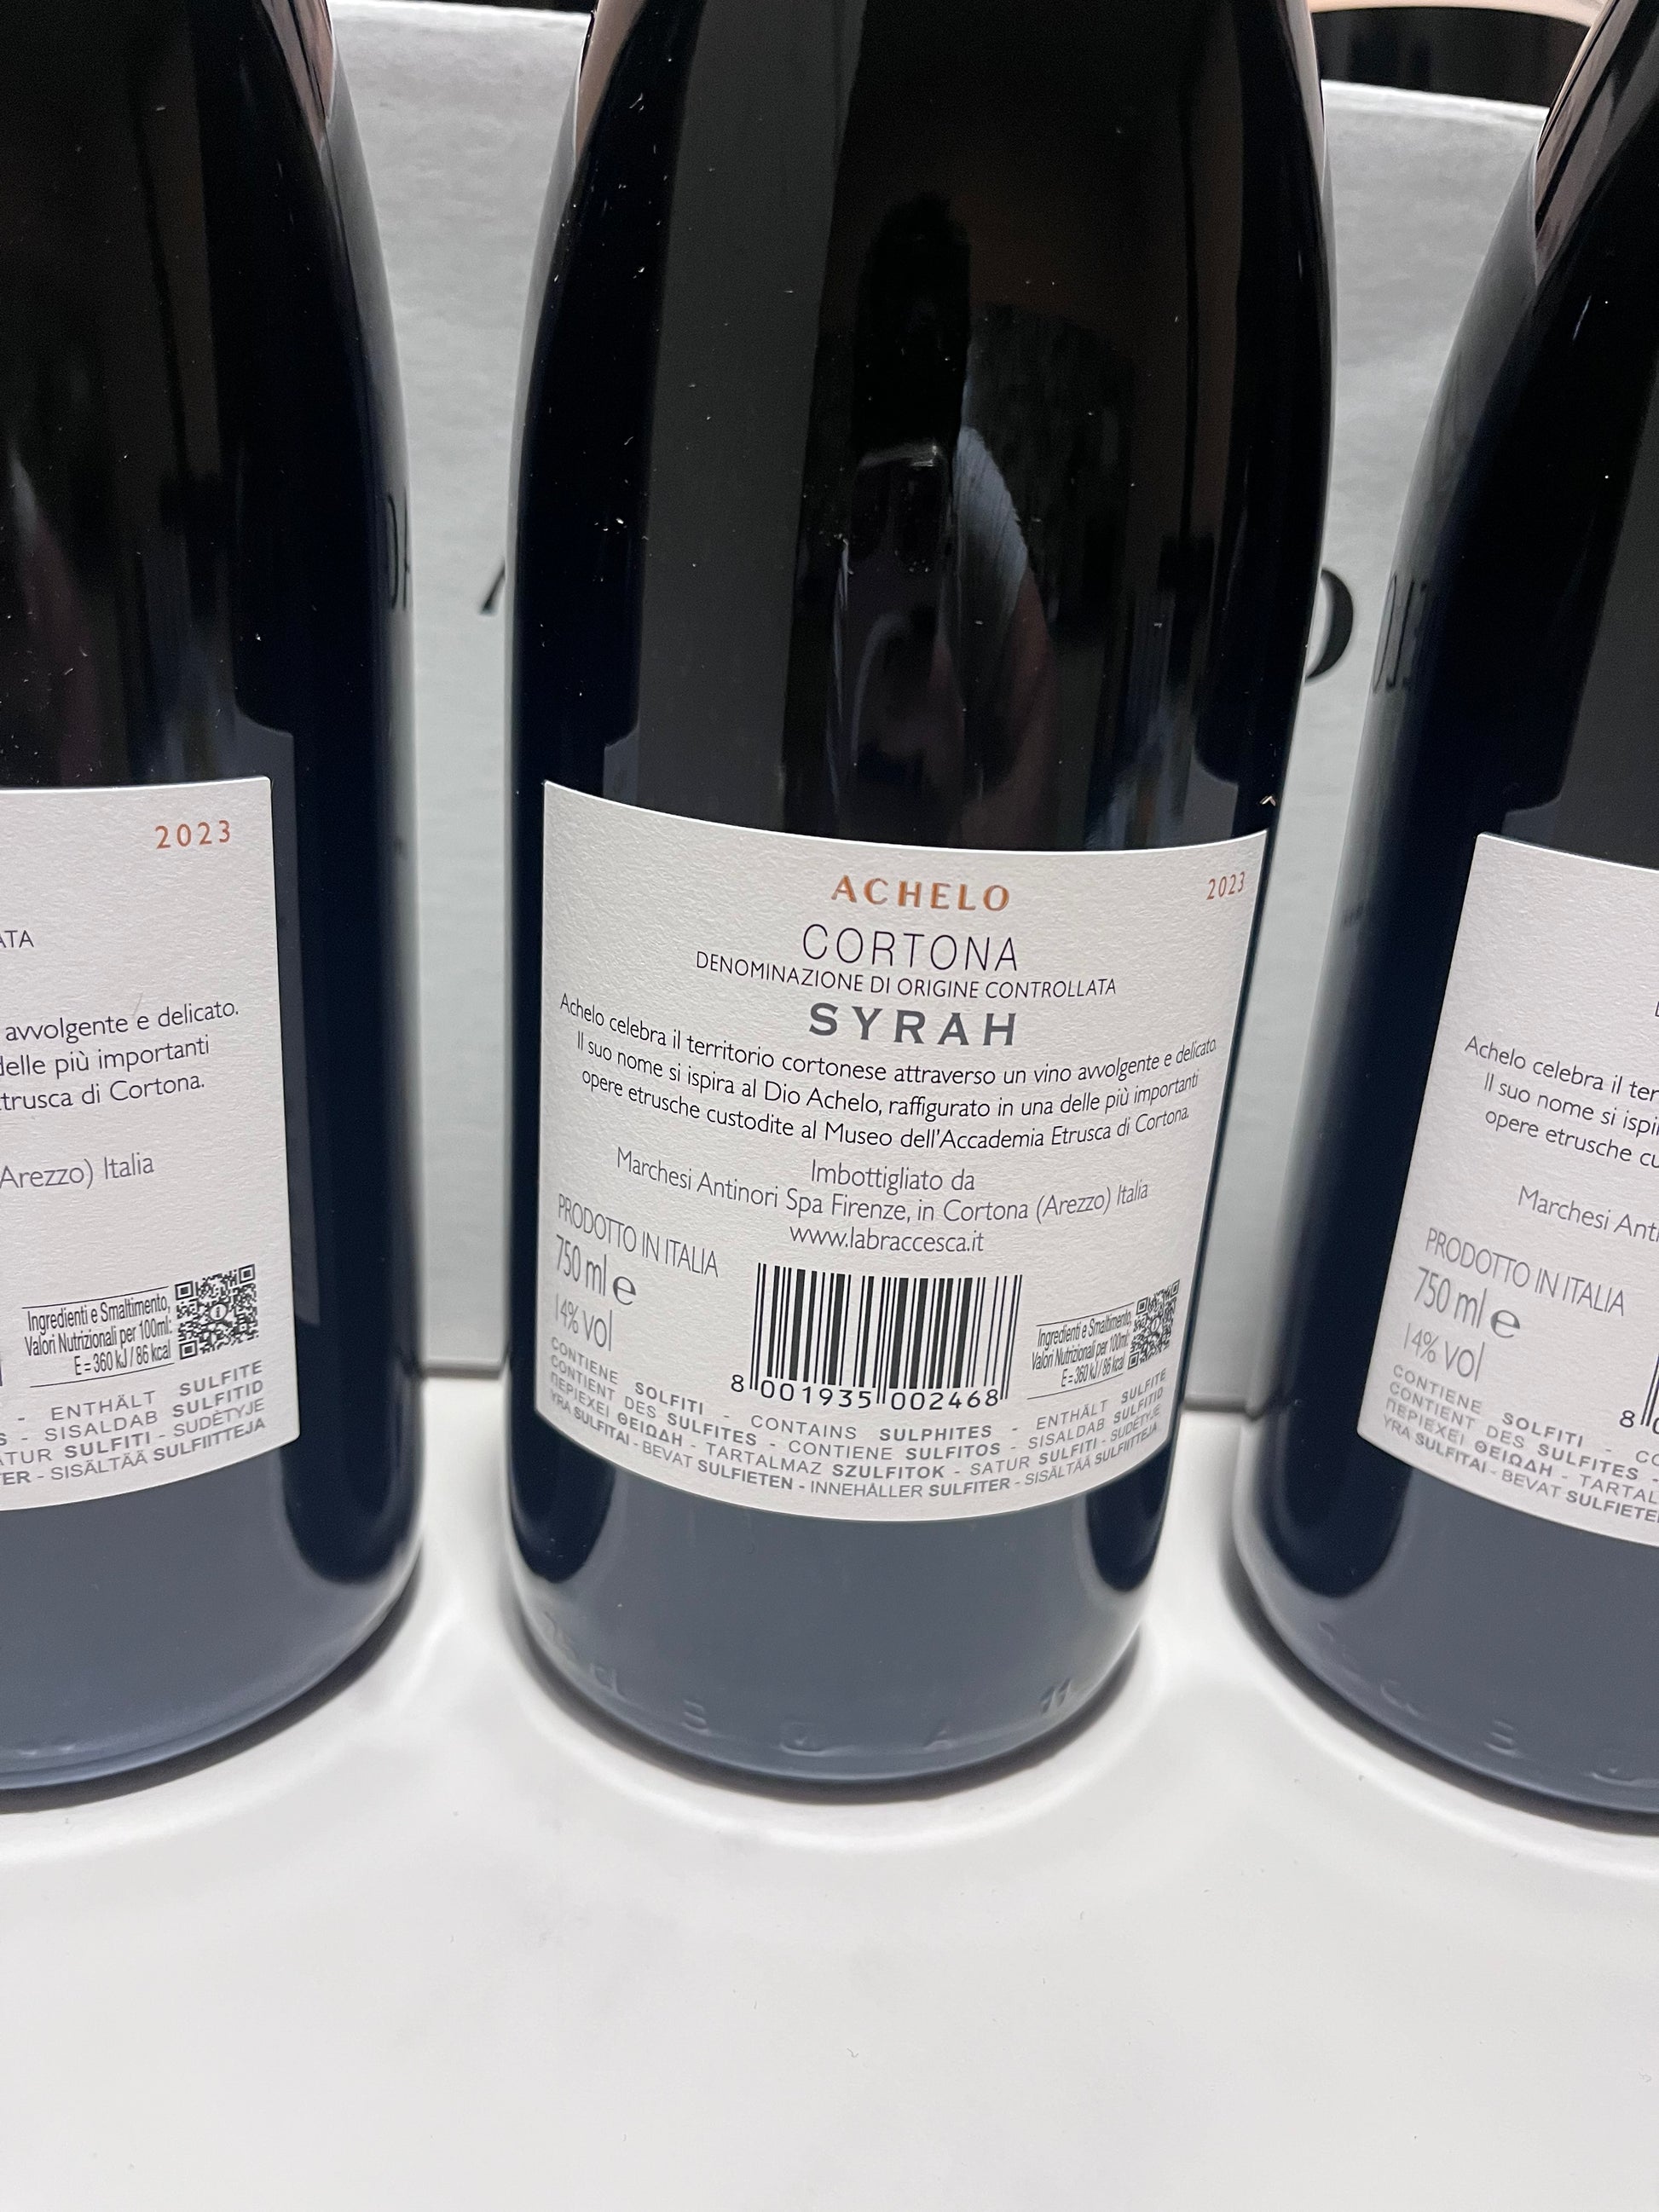 2023
ATA
avvolgente e delicato.
delle più importanti
trusca di Cortona.
(Arezzo) Italia
Ingredienti e Smaltimento,
Valori Nutrizionali per 100ml:
E = 360 kJ / 86 kcal
S - ENTHÄLT SULFITE
- SISALDAB SULFITID
ATUR SULFITI - SUDĖTYJE
ER - SISÄLTÄÄ SULFIITTEJA
ACHELO
2023
CORTONA
DENOMINAZIONE DI ORIGINE CONTROLLATA
SYRAH
Achelo celebra il territorio cortonese attraverso un vino avvolgente e delicato.
Il suo nome si ispira al Dio Achelo, raffigurato in una delle più importanti
opere etrusche custodite al Museo dell'Accademia Etrusca di Cortona.
Imbottigliato da
Marchesi Antinori Spa Firenze, in Cortona (Arezzo) Italia
www.labraccesca.it
PRODOTTO IN ITALIA
750 ml e
14% vol
8 001935 002468
Ingredienti e Smaltimento,
Valori Nutrizionali per 100ml:
E = 360 kJ / 86 kcal
CONTIENE SOLFITI - CONTAINS SULPHITES - ENTHÄLT SULFITE
CONTIENT DES SULFITES - CONTIENE SULFITOS - SISALDAB SULFITID
ΠΕΡΙΕΧΕΙ ΘΕΙΩΔΗ - TARTALMAZ SZULFITOK - SATUR SULFITI - SUDĖTYJE
YRA SULFITAI - BEVAT SULFIETEN - INNEHÅLLER SULFITER - SISÄLTÄÄ SULFIITTEJA
Achelo celebra il ter
Il suo nome si ispi
opere etrusche cu
Marchesi Ant
PRODOTTO IN ITALIA
750 ml e
14% vol
8
CONTIENE SOLFITI - CO
CONTIENT DES SULFITES -
ΠΕΡΙΕΧΕΙ ΘΕΙΩΔΗ - TARTAL
YRA SULFITAI - BEVAT SULFIETE